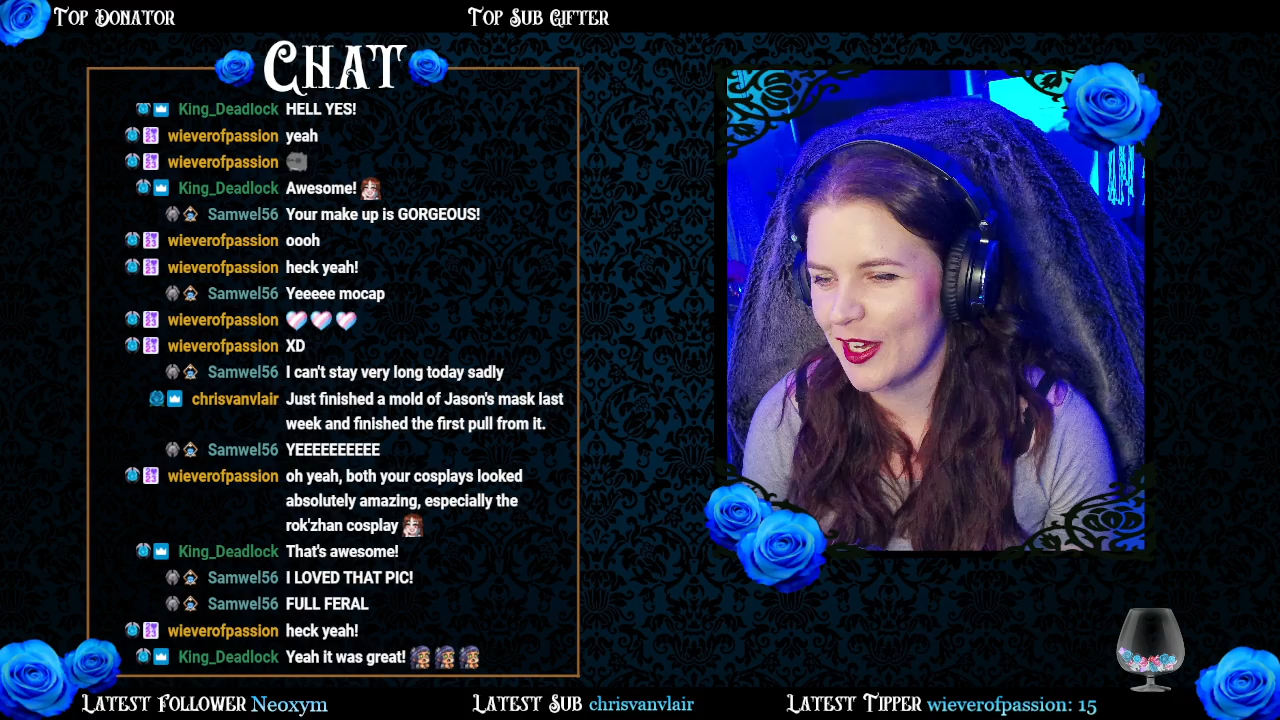 Top Donator
Top Sub Gifter
Chat
King_Deadlock HELL YES!
wieverofpassion yeah
wieverofpassion
King_Deadlock Awesome!
Samwel56 Your make up is GORGEOUS!
wieverofpassion oooh
wieverofpassion heck yeah!
Samwel56 Yeeeee mocap
wieverofpassion
wieverofpassion XD
Samwel56 I can't stay very long today sadly
chrisvanvlair Just finished a mold of Jason's mask last
week and finished the first pull from it.
Samwel56 YEEEEEEEEEE
wieverofpassion oh yeah, both your cosplays looked
absolutely amazing, especially the
rok'zhan cosplay
King_Deadlock That's awesome!
Samwel56 I LOVED THAT PIC!
Samwel56 FULL FERAL
wieverofpassion heck yeah!
King_Deadlock Yeah it was great!
Latest Follower Neoxym
Latest Sub chrisvanvlair
Latest Tipper wieverofpassion: 15